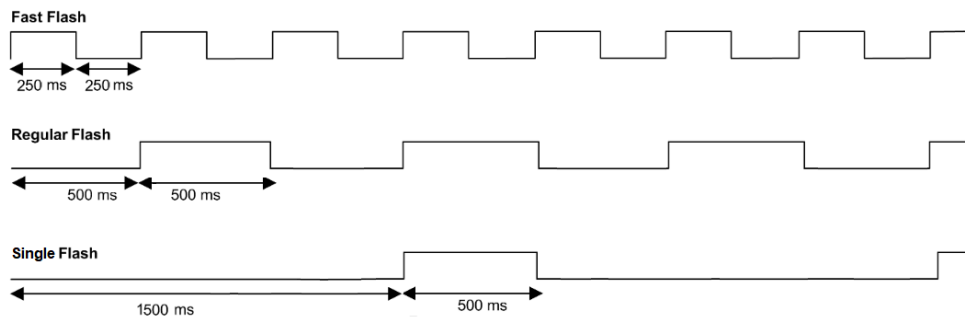 Fast Flash
250 ms 250 ms
Regular Flash
500 ms 500 ms
Single Flash
1500 ms 500 ms